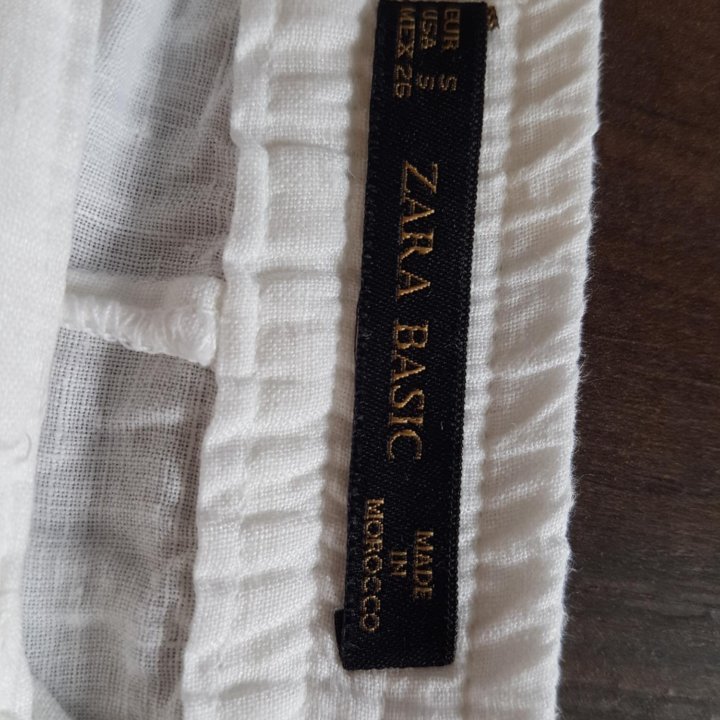 EUR S
USA S
MEX 26
ZARA BASIC
MADE
IN
MOROCCO